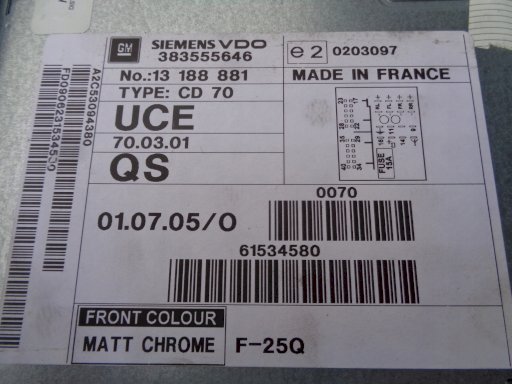 GM SIEMENS VDO
383555646
e2 0203097
No.:13 188 881
MADE IN FRANCE
TYPE: CD 70
UCE
70.03.01
QS
FUSE
15A
0070
01.07.05/O
61534580
FRONT COLOUR
MATT CHROME F-25Q
A2C53094380